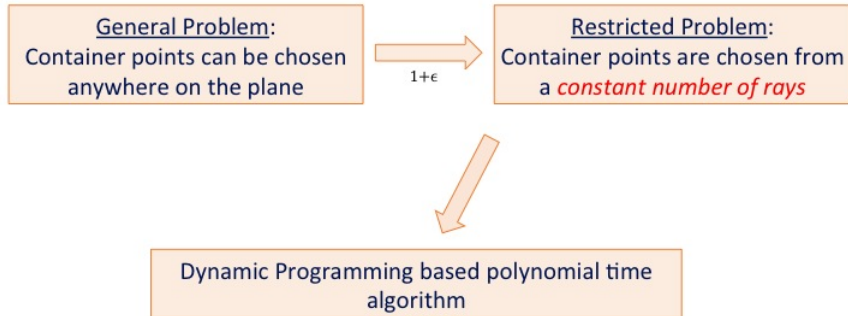 General Problem:
Container points can be chosen
anywhere on the plane
1+ϵ
Restricted Problem:
Container points are chosen from
a constant number of rays
Dynamic Programming based polynomial time
algorithm